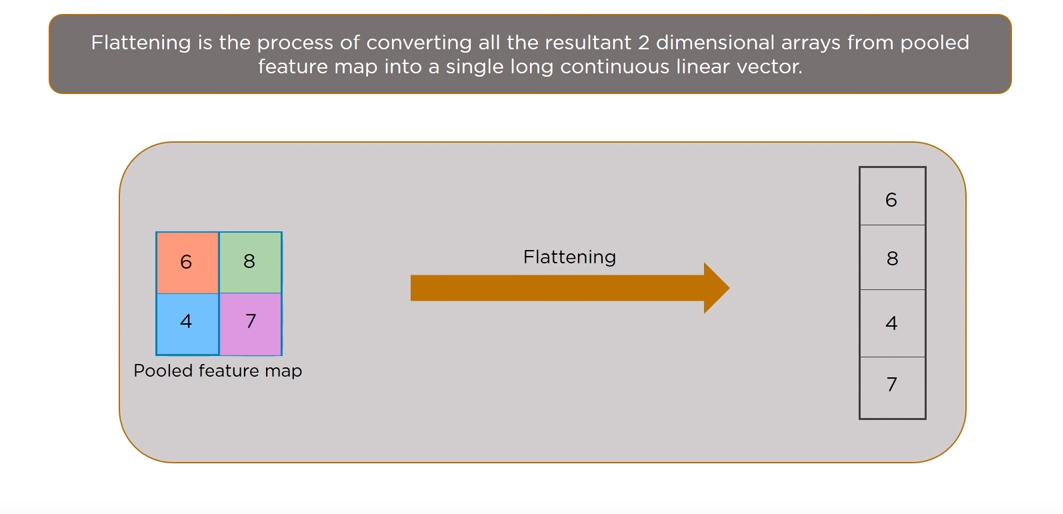 Flattening is the process of converting all the resultant 2 dimensional arrays from pooled
feature map into a single long continuous linear vector.
6 8
4 7
Pooled feature map
Flattening
6
8
4
7